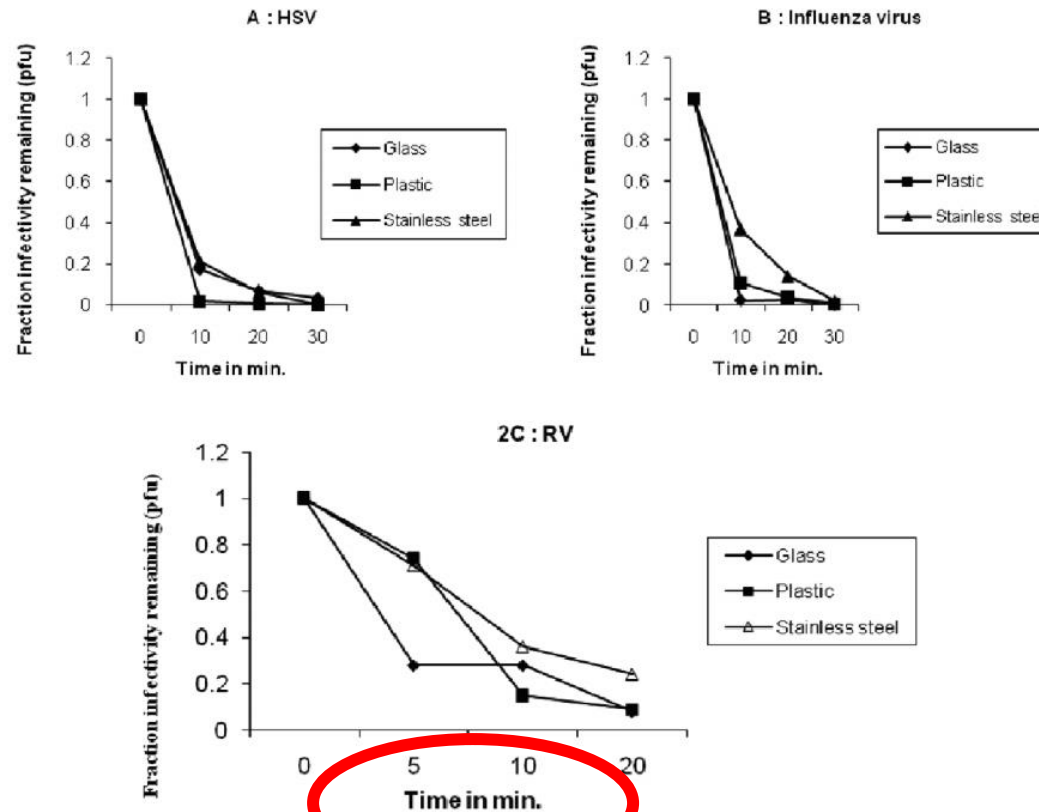 A : HSV
Fraction infectivity remaining (pfu)
1.2
1
0.8
0.6
0.4
0.2
0
0 10 20 30
Time in min.
Glass
Plastic
Stainless steel
B : Influenza virus
Fraction infectivity remaining (pfu)
1.2
1
0.8
0.6
0.4
0.2
0
0 10 20 30
Time in min.
Glass
Plastic
Stainless steel
2C : RV
Fraction infectivity remaining (pfu)
1.2
1
0.8
0.6
0.4
0.2
0
0 5 10 20
Time in min.
Glass
Plastic
Stainless steel